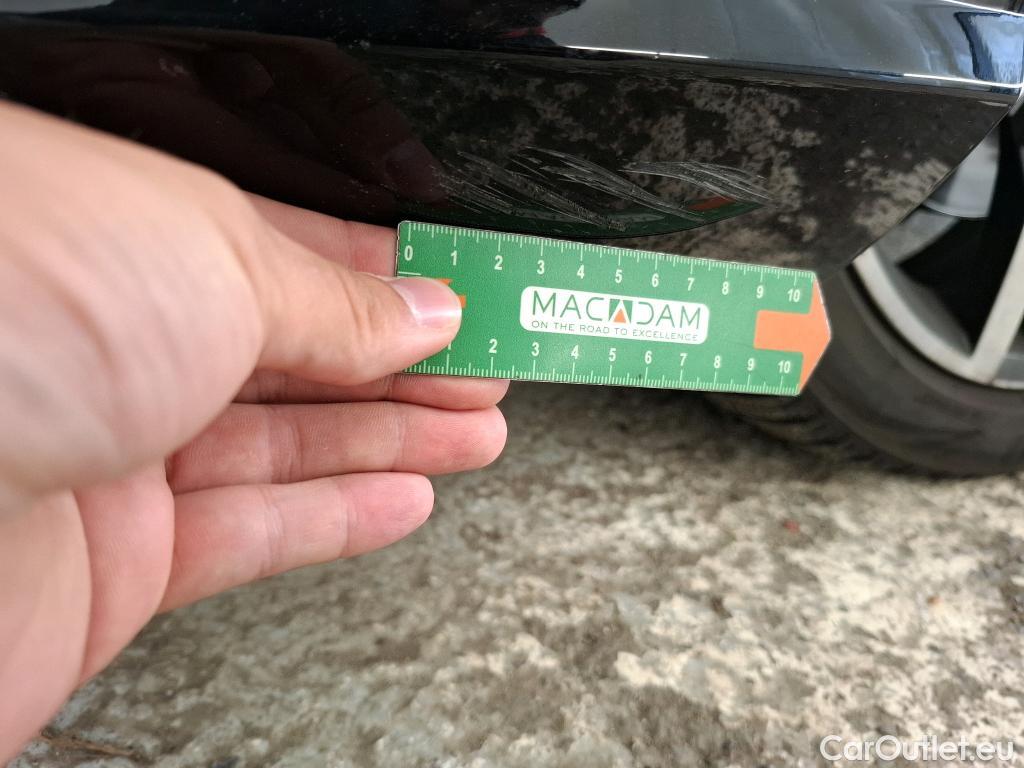 0 1 2 3 4 5 6 7 8 9 10
MACADAM
ON THE ROAD TO EXCELLENCE
2 3 4 5 6 7 8 9 10
CarOutlet.eu